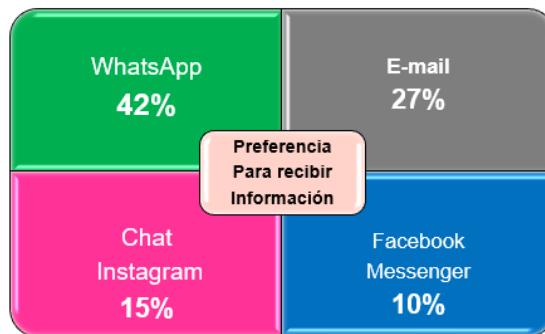 WhatsApp
42%
E-mail
27%
Preferencia
Para recibir
Información
Chat
Instagram
15%
Facebook
Messenger
10%